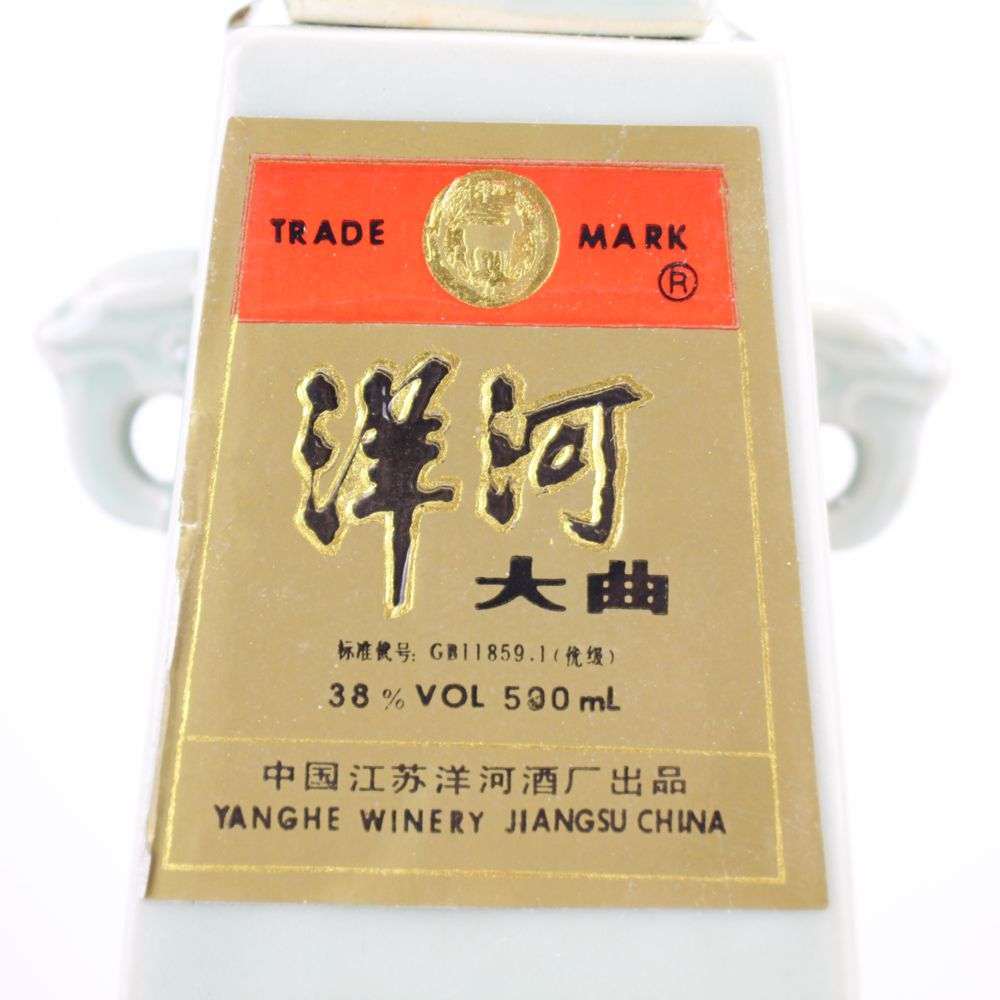 TRADE MARK
®
洋河
大曲
标准代号: GB11859.1(优级)
38% VOL 500mL
中国江苏洋河酒厂出品
YANGHE WINERY JIANGSU CHINA